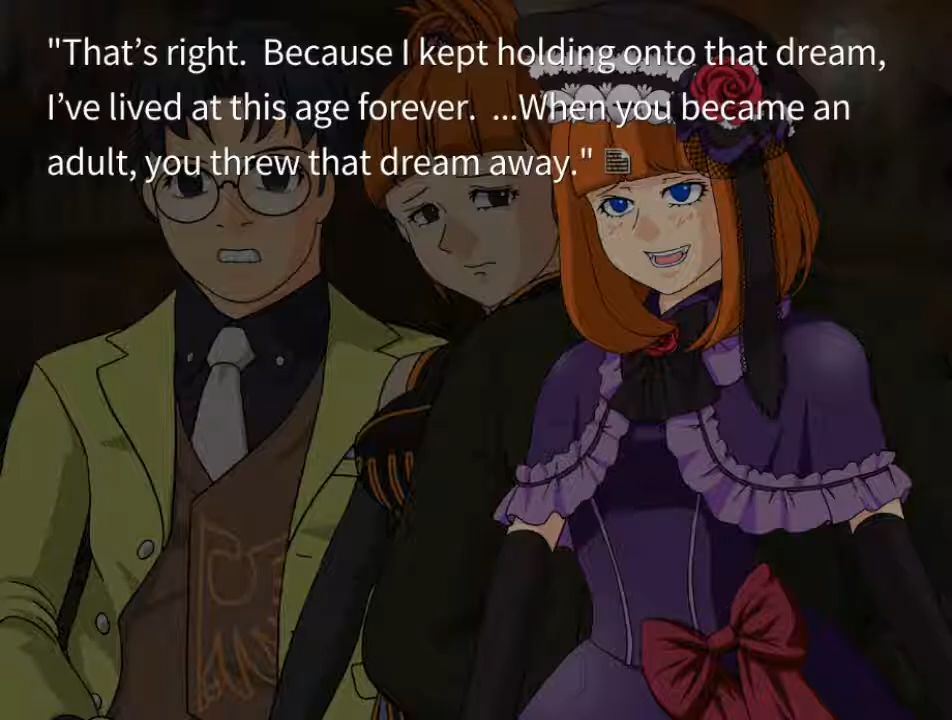 "That’s right.  Because I kept holding onto that dream,
I’ve lived at this age forever.  ...When you became an
adult, you threw that dream away."